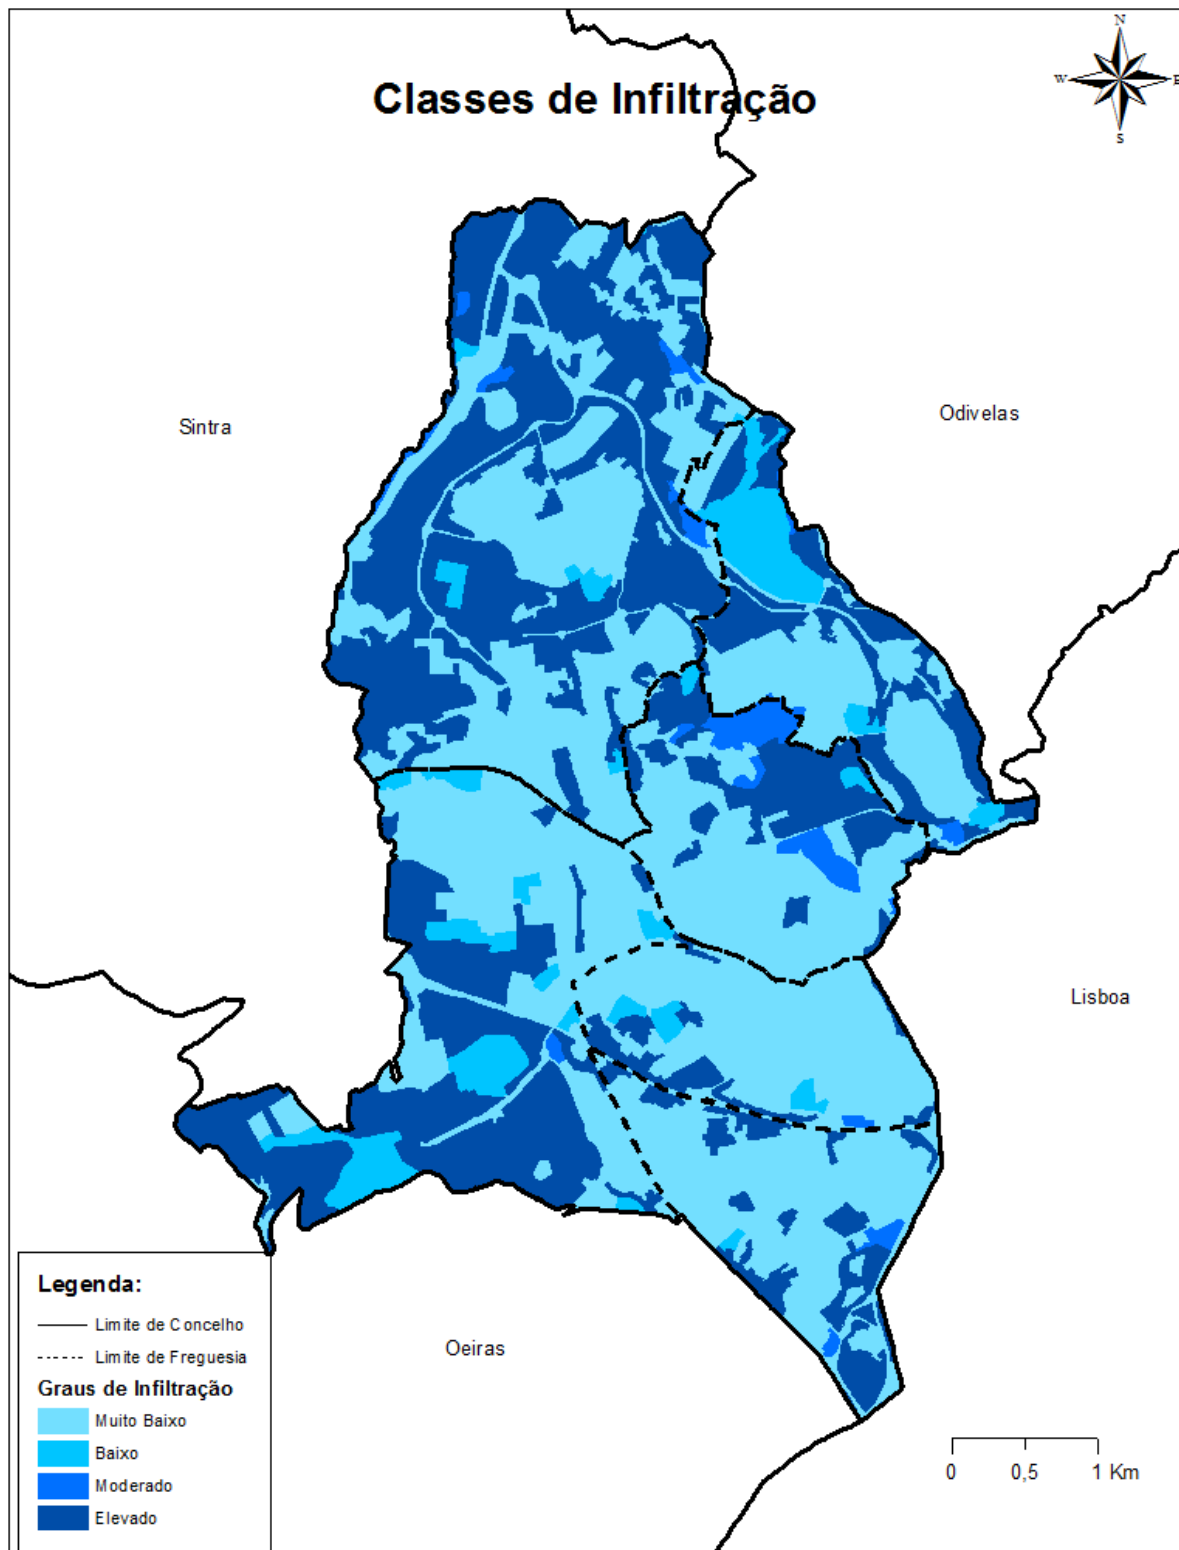 N
Classes de Infiltração
W
E
S
Sintra
Odivelas
Lisboa
Oeiras
Legenda:
Limite de Concelho
Limite de Freguesia
Graus de Infiltração
Muito Baixo
Baixo
Moderado
Elevado
0 0,5 1 Km